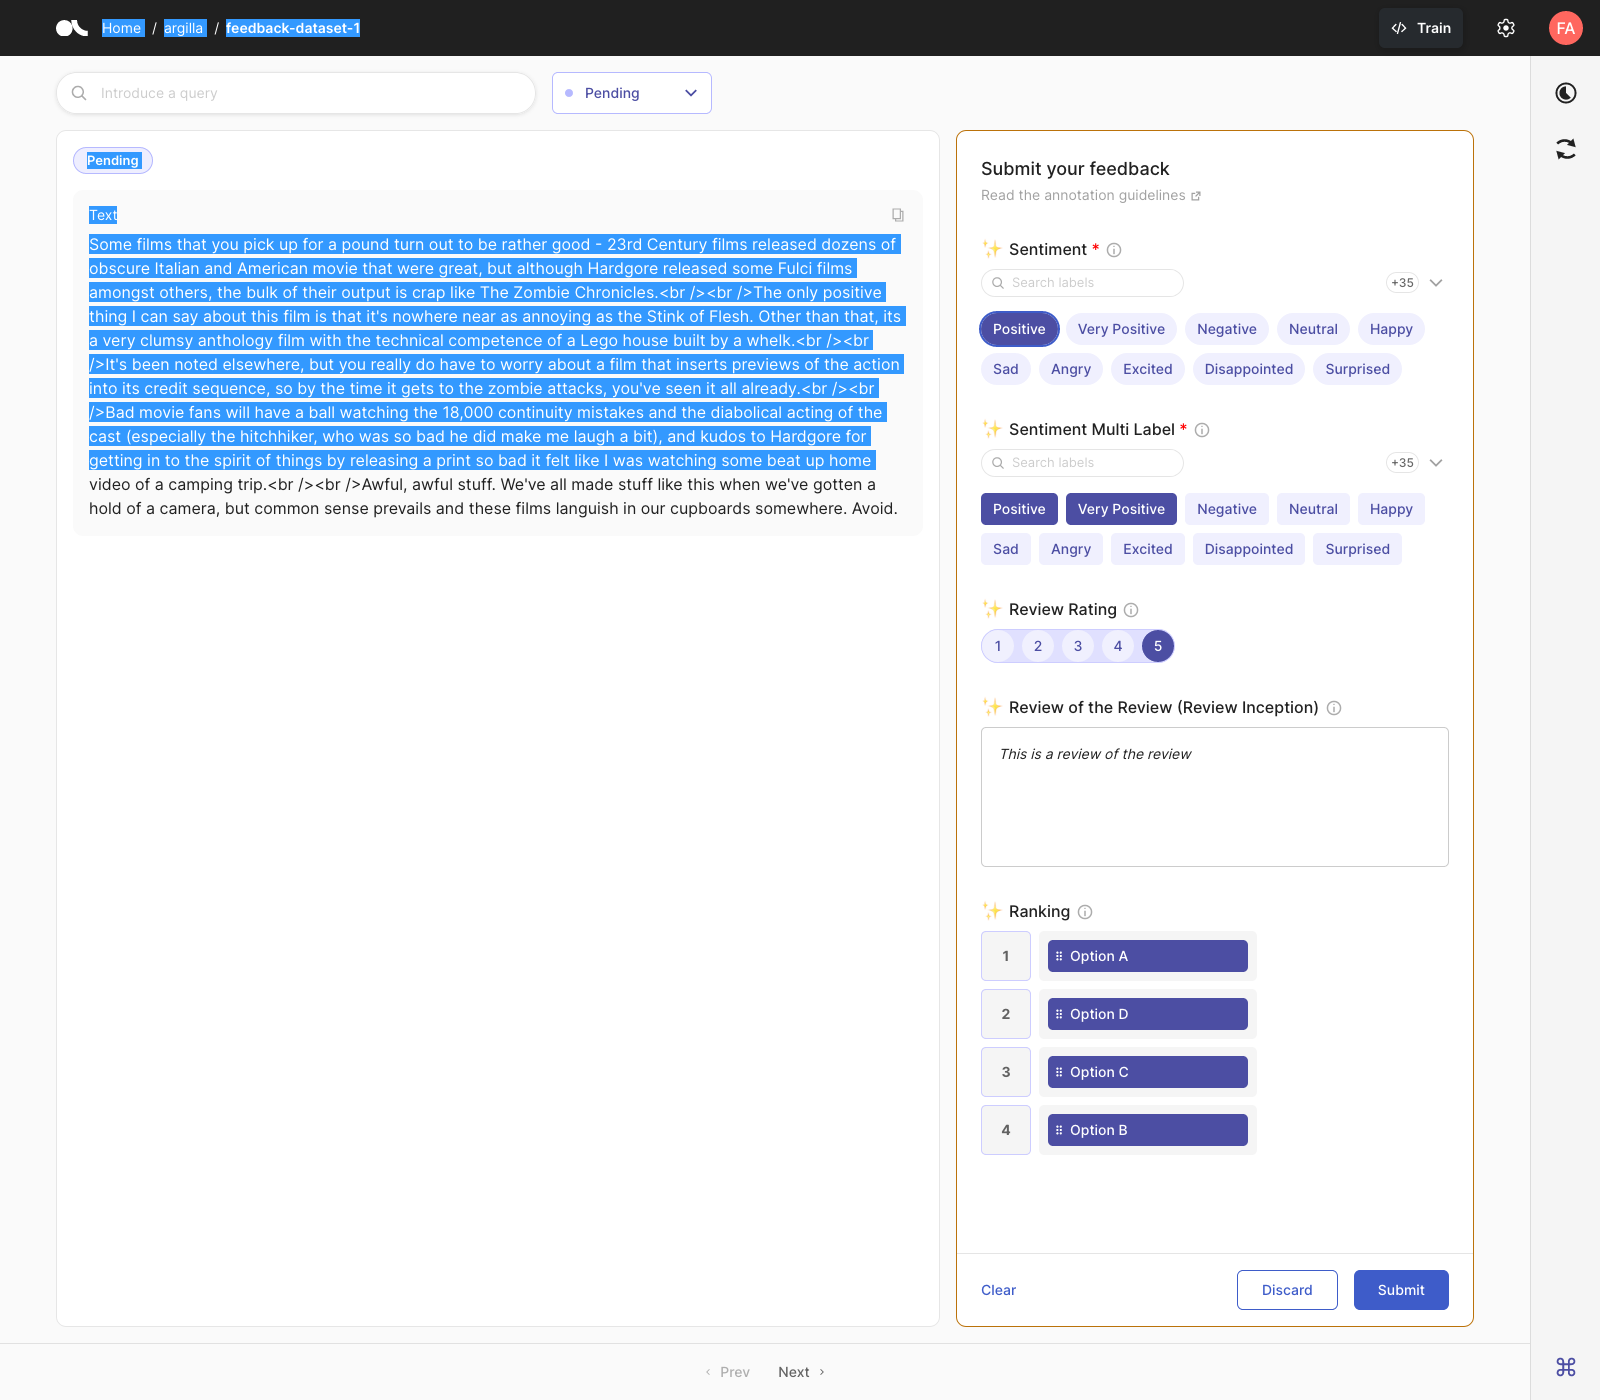 Home / argilla / feedback-dataset-1
Train
FA
Introduce a query
Pending
Pending
Text
Some films that you pick up for a pound turn out to be rather good - 23rd Century films released dozens of
obscure Italian and American movie that were great, but although Hardgore released some Fulci films
amongst others, the bulk of their output is crap like The Zombie Chronicles.<br /><br />The only positive
thing I can say about this film is that it's nowhere near as annoying as the Stink of Flesh. Other than that, its
a very clumsy anthology film with the technical competence of a Lego house built by a whelk.<br /><br
/>It's been noted elsewhere, but you really do have to worry about a film that inserts previews of the action
into its credit sequence, so by the time it gets to the zombie attacks, you've seen it all already.<br /><br
/>Bad movie fans will have a ball watching the 18,000 continuity mistakes and the diabolical acting of the
cast (especially the hitchhiker, who was so bad he did make me laugh a bit), and kudos to Hardgore for
getting in to the spirit of things by releasing a print so bad it felt like I was watching some beat up home
video of a camping trip.<br /><br />Awful, awful stuff. We've all made stuff like this when we've gotten a
hold of a camera, but common sense prevails and these films languish in our cupboards somewhere. Avoid.
Submit your feedback
Read the annotation guidelines
✨ Sentiment *
Search labels
+35
Positive Very Positive Negative Neutral Happy
Sad Angry Excited Disappointed Surprised
✨ Sentiment Multi Label *
Search labels
+35
Positive Very Positive Negative Neutral Happy
Sad Angry Excited Disappointed Surprised
✨ Review Rating
1 2 3 4 5
✨ Review of the Review (Review Inception)
This is a review of the review
✨ Ranking
1 Option A
2 Option D
3 Option C
4 Option B
Clear Discard Submit
‹ Prev Next ›